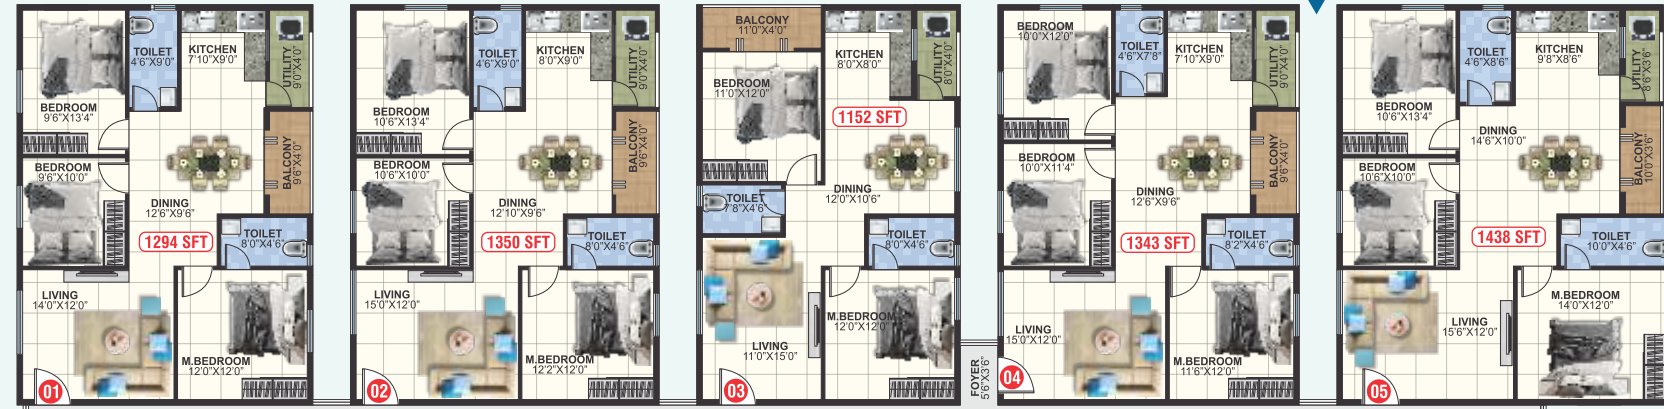 TOILET
4'6"X9'0"
KITCHEN
7'10"X9'0"
UTILITY
9'0"X4'0"
BEDROOM
9'6"X13'4"
BEDROOM
9'6"X10'0"
BALCONY
9'6"X4'0"
DINING
12'6"X9'6"
1294 SFT
TOILET
8'0"X4'6"
LIVING
14'0"X12'0"
M.BEDROOM
12'0"X12'0"
01
TOILET
4'6"X9'0"
KITCHEN
8'0"X9'0"
UTILITY
9'0"X4'0"
BEDROOM
10'6"X13'4"
BEDROOM
10'6"X10'0"
BALCONY
9'6"X4'0"
DINING
12'10"X9'6"
1350 SFT
TOILET
8'0"X4'6"
LIVING
15'0"X12'0"
M.BEDROOM
12'2"X12'0"
02
BALCONY
11'0"X4'0"
KITCHEN
8'0"X8'0"
UTILITY
8'0"X4'0"
BEDROOM
11'0"X12'0"
1152 SFT
DINING
12'0"X10'6"
TOILET
7'8"X4'6"
TOILET
8'0"X4'6"
M.BEDROOM
12'0"X12'0"
LIVING
11'0"X15'0"
03
FOYER
5'6"X3'6"
BEDROOM
10'0"X12'0"
TOILET
4'6"X7'8"
KITCHEN
7'10"X9'0"
UTILITY
9'0"X4'0"
BEDROOM
10'0"X11'4"
BALCONY
9'6"X4'0"
DINING
12'6"X9'6"
1343 SFT
TOILET
8'2"X4'6"
LIVING
15'0"X12'0"
M.BEDROOM
11'6"X12'0"
04
TOILET
4'6"X8'6"
KITCHEN
9'8"X8'6"
UTILITY
8'6"X3'6"
BEDROOM
10'6"X13'4"
DINING
14'6"X10'0"
BEDROOM
10'6"X10'0"
BALCONY
10'0"X3'6"
1438 SFT
TOILET
10'0"X4'6"
M.BEDROOM
14'0"X12'0"
LIVING
15'6"X12'0"
05